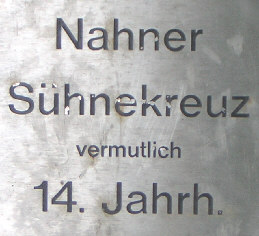 Nahner
Sühnekreuz
vermutlich
14. Jahrh.